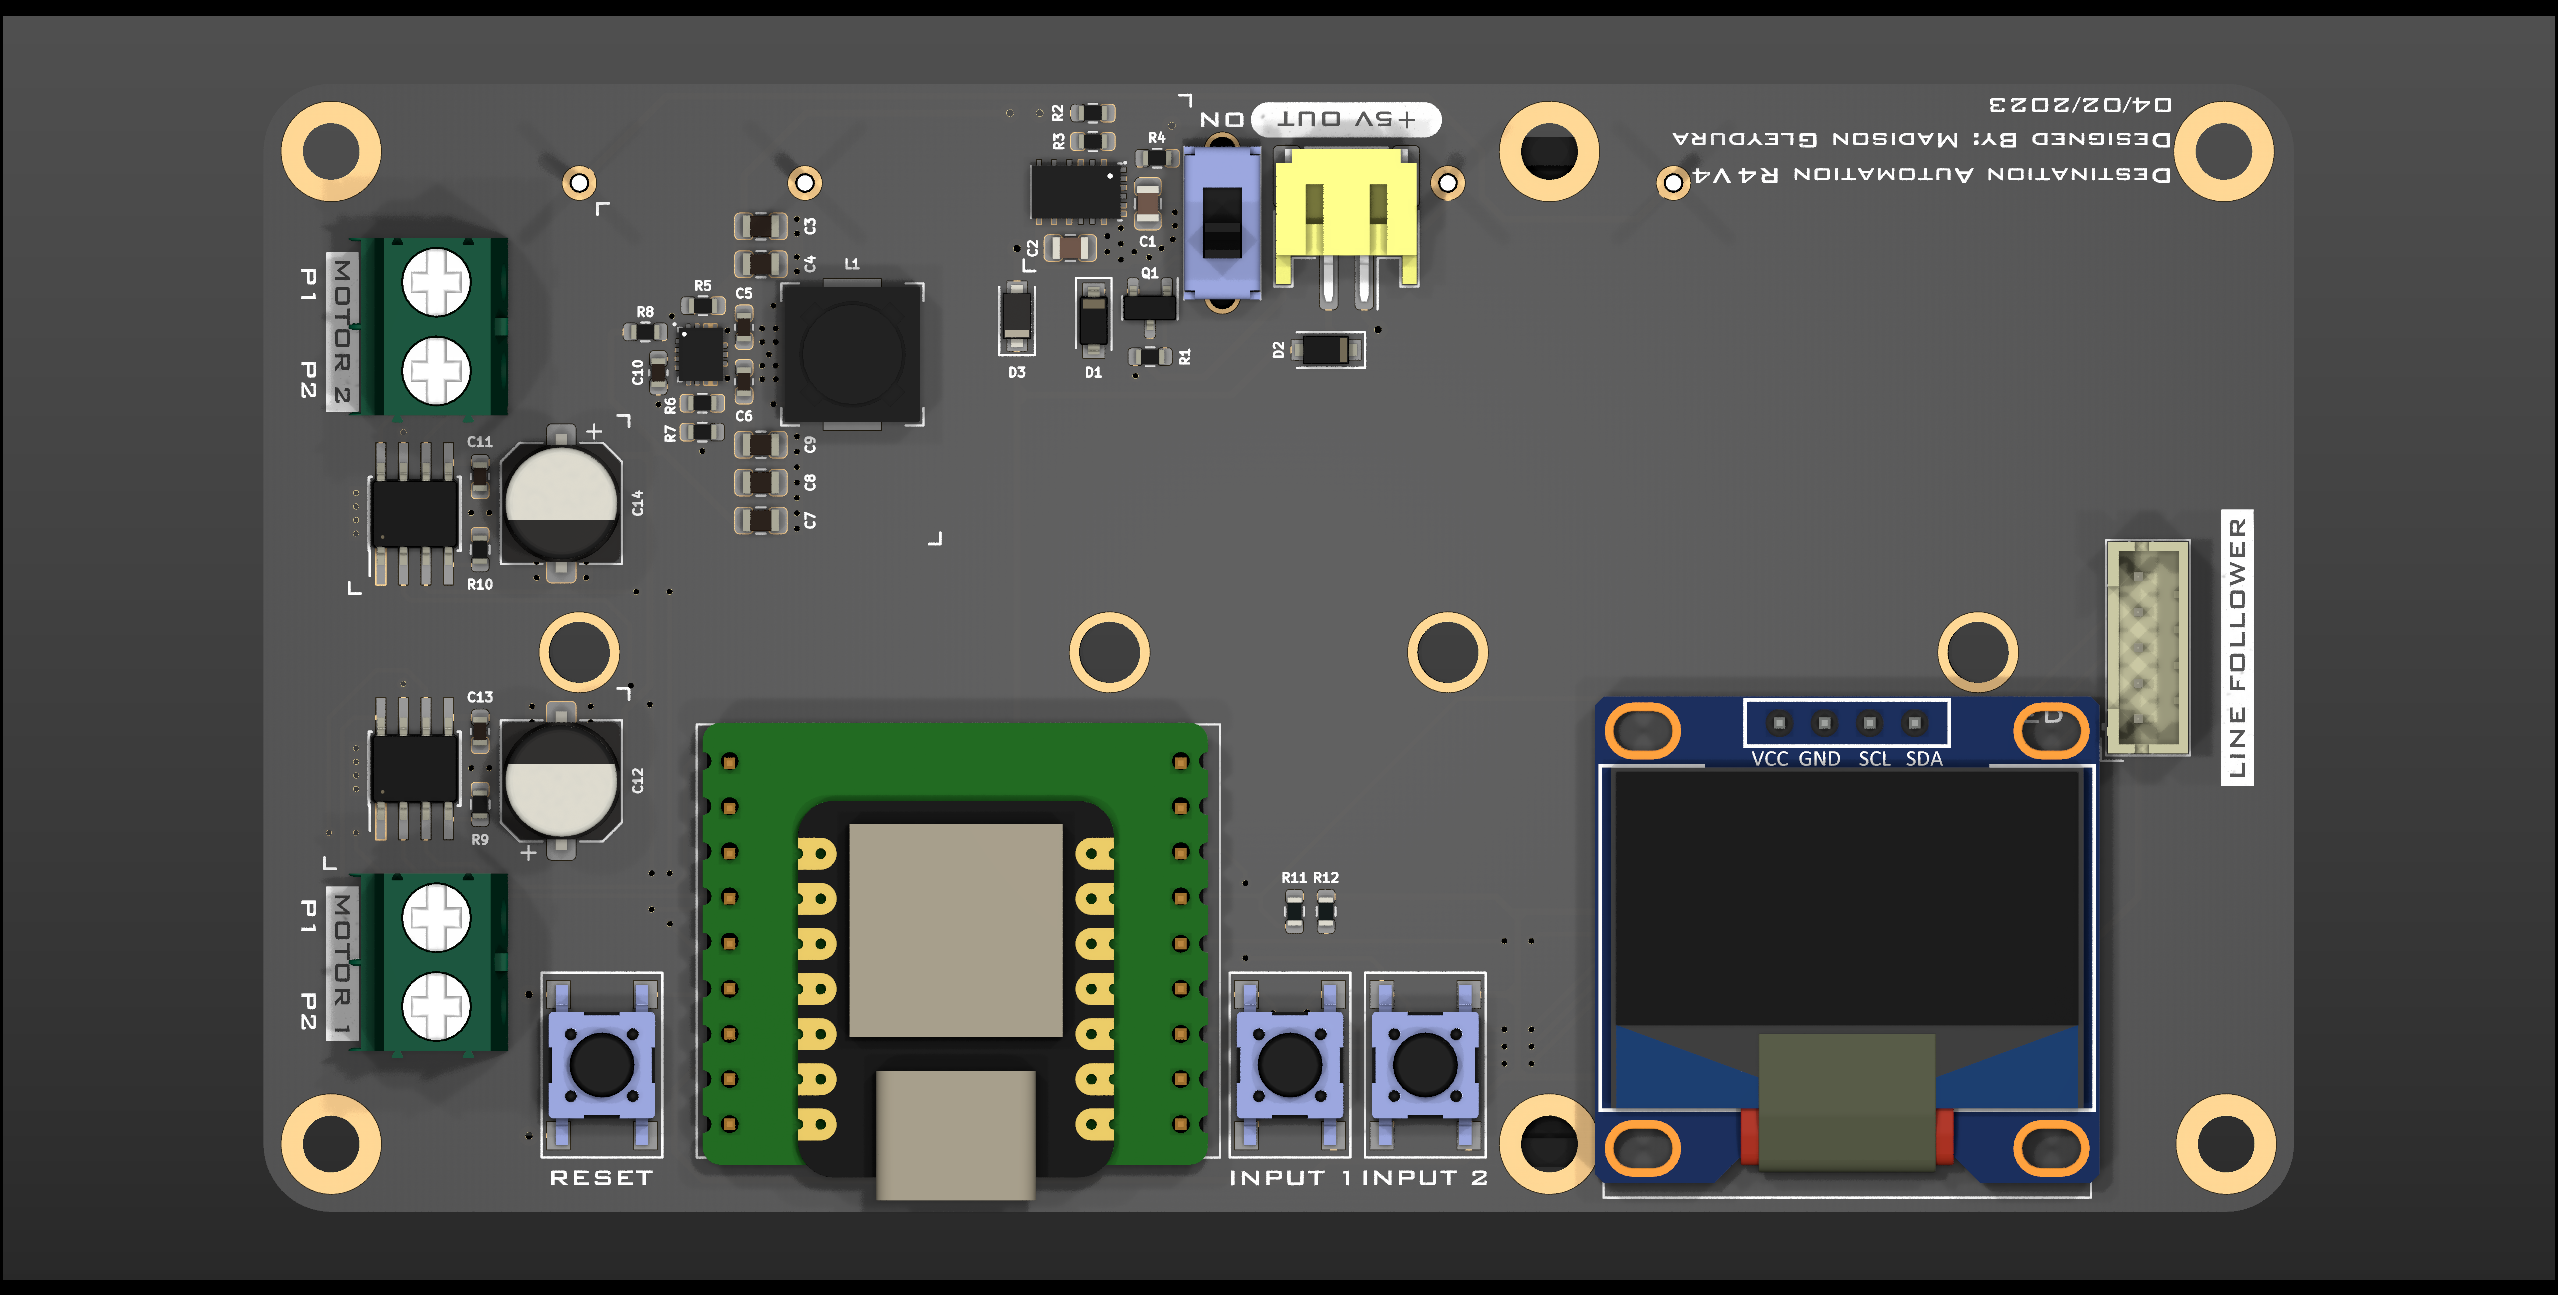 04/02/2023
DESIGNED BY: MADISON GLEYDURA
DESTINATION AUTOMATION R4V4
ON
+5V OUT
R2
R3
R4
C1
C2
Q1
R1
D3
D1
D2
C3
C4
L1
R5
C5
R8
C10
R6
R7
C6
C9
C8
C7
P1
P2
MOTOR 2
C11
C14
R10
C13
C12
R9
P1
P2
MOTOR 1
RESET
R11 R12
INPUT 1
INPUT 2
VCC GND SCL SDA
LINE FOLLOWER